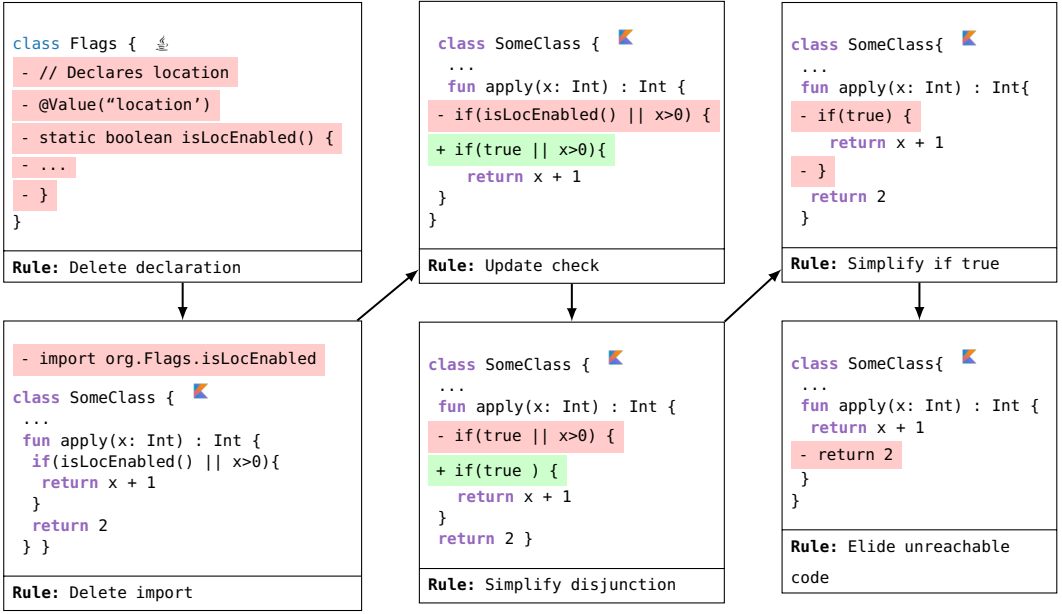 class Flags {
- // Declares location
- @Value(“location’)
- static boolean isLocEnabled() {
- ...
- }
}
Rule: Delete declaration
- import org.Flags.isLocEnabled
class SomeClass {
...
fun apply(x: Int) : Int {
if(isLocEnabled() || x>0){
return x + 1
}
return 2
} }
Rule: Delete import
class SomeClass {
...
fun apply(x: Int) : Int {
- if(isLocEnabled() || x>0) {
+ if(true || x>0){
return x + 1
}
}
Rule: Update check
class SomeClass {
...
fun apply(x: Int) : Int {
- if(true || x>0) {
+ if(true ) {
return x + 1
}
return 2 }
Rule: Simplify disjunction
class SomeClass{
...
fun apply(x: Int) : Int{
- if(true) {
return x + 1
- }
return 2
}
Rule: Simplify if true
class SomeClass{
...
fun apply(x: Int) : Int {
return x + 1
- return 2
}
}
Rule: Elide unreachable
code